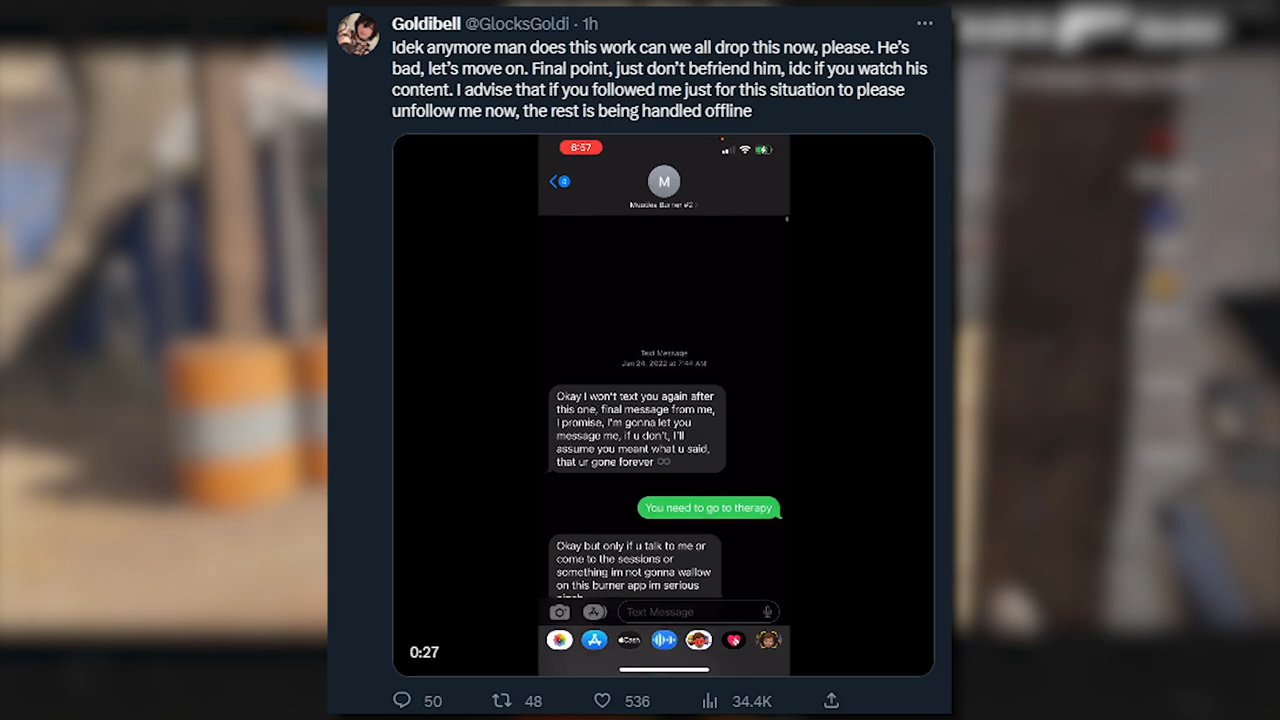 Goldibell @GlocksGoldi · 1h
Idek anymore man does this work can we all drop this now, please. He's
bad, let's move on. Final point, just don't befriend him, idc if you watch his
content. I advise that if you followed me just for this situation to please
unfollow me now, the rest is being handled offline
8:57
4
M
Burner #2
Text Message
Jan 24, 2022 at 7:44 AM
Okay I won't text you again after
this one, final message from me,
I promise, I'm gonna let you
message me, if u don't, I'll
assume you meant what u said,
that ur gone forever
You need to go to therapy
Okay but only if u talk to me or
come to the sessions or
something im not gonna wallow
on this burner app im serious
Text Message
Cash
0:27
50
48
536
34.4K